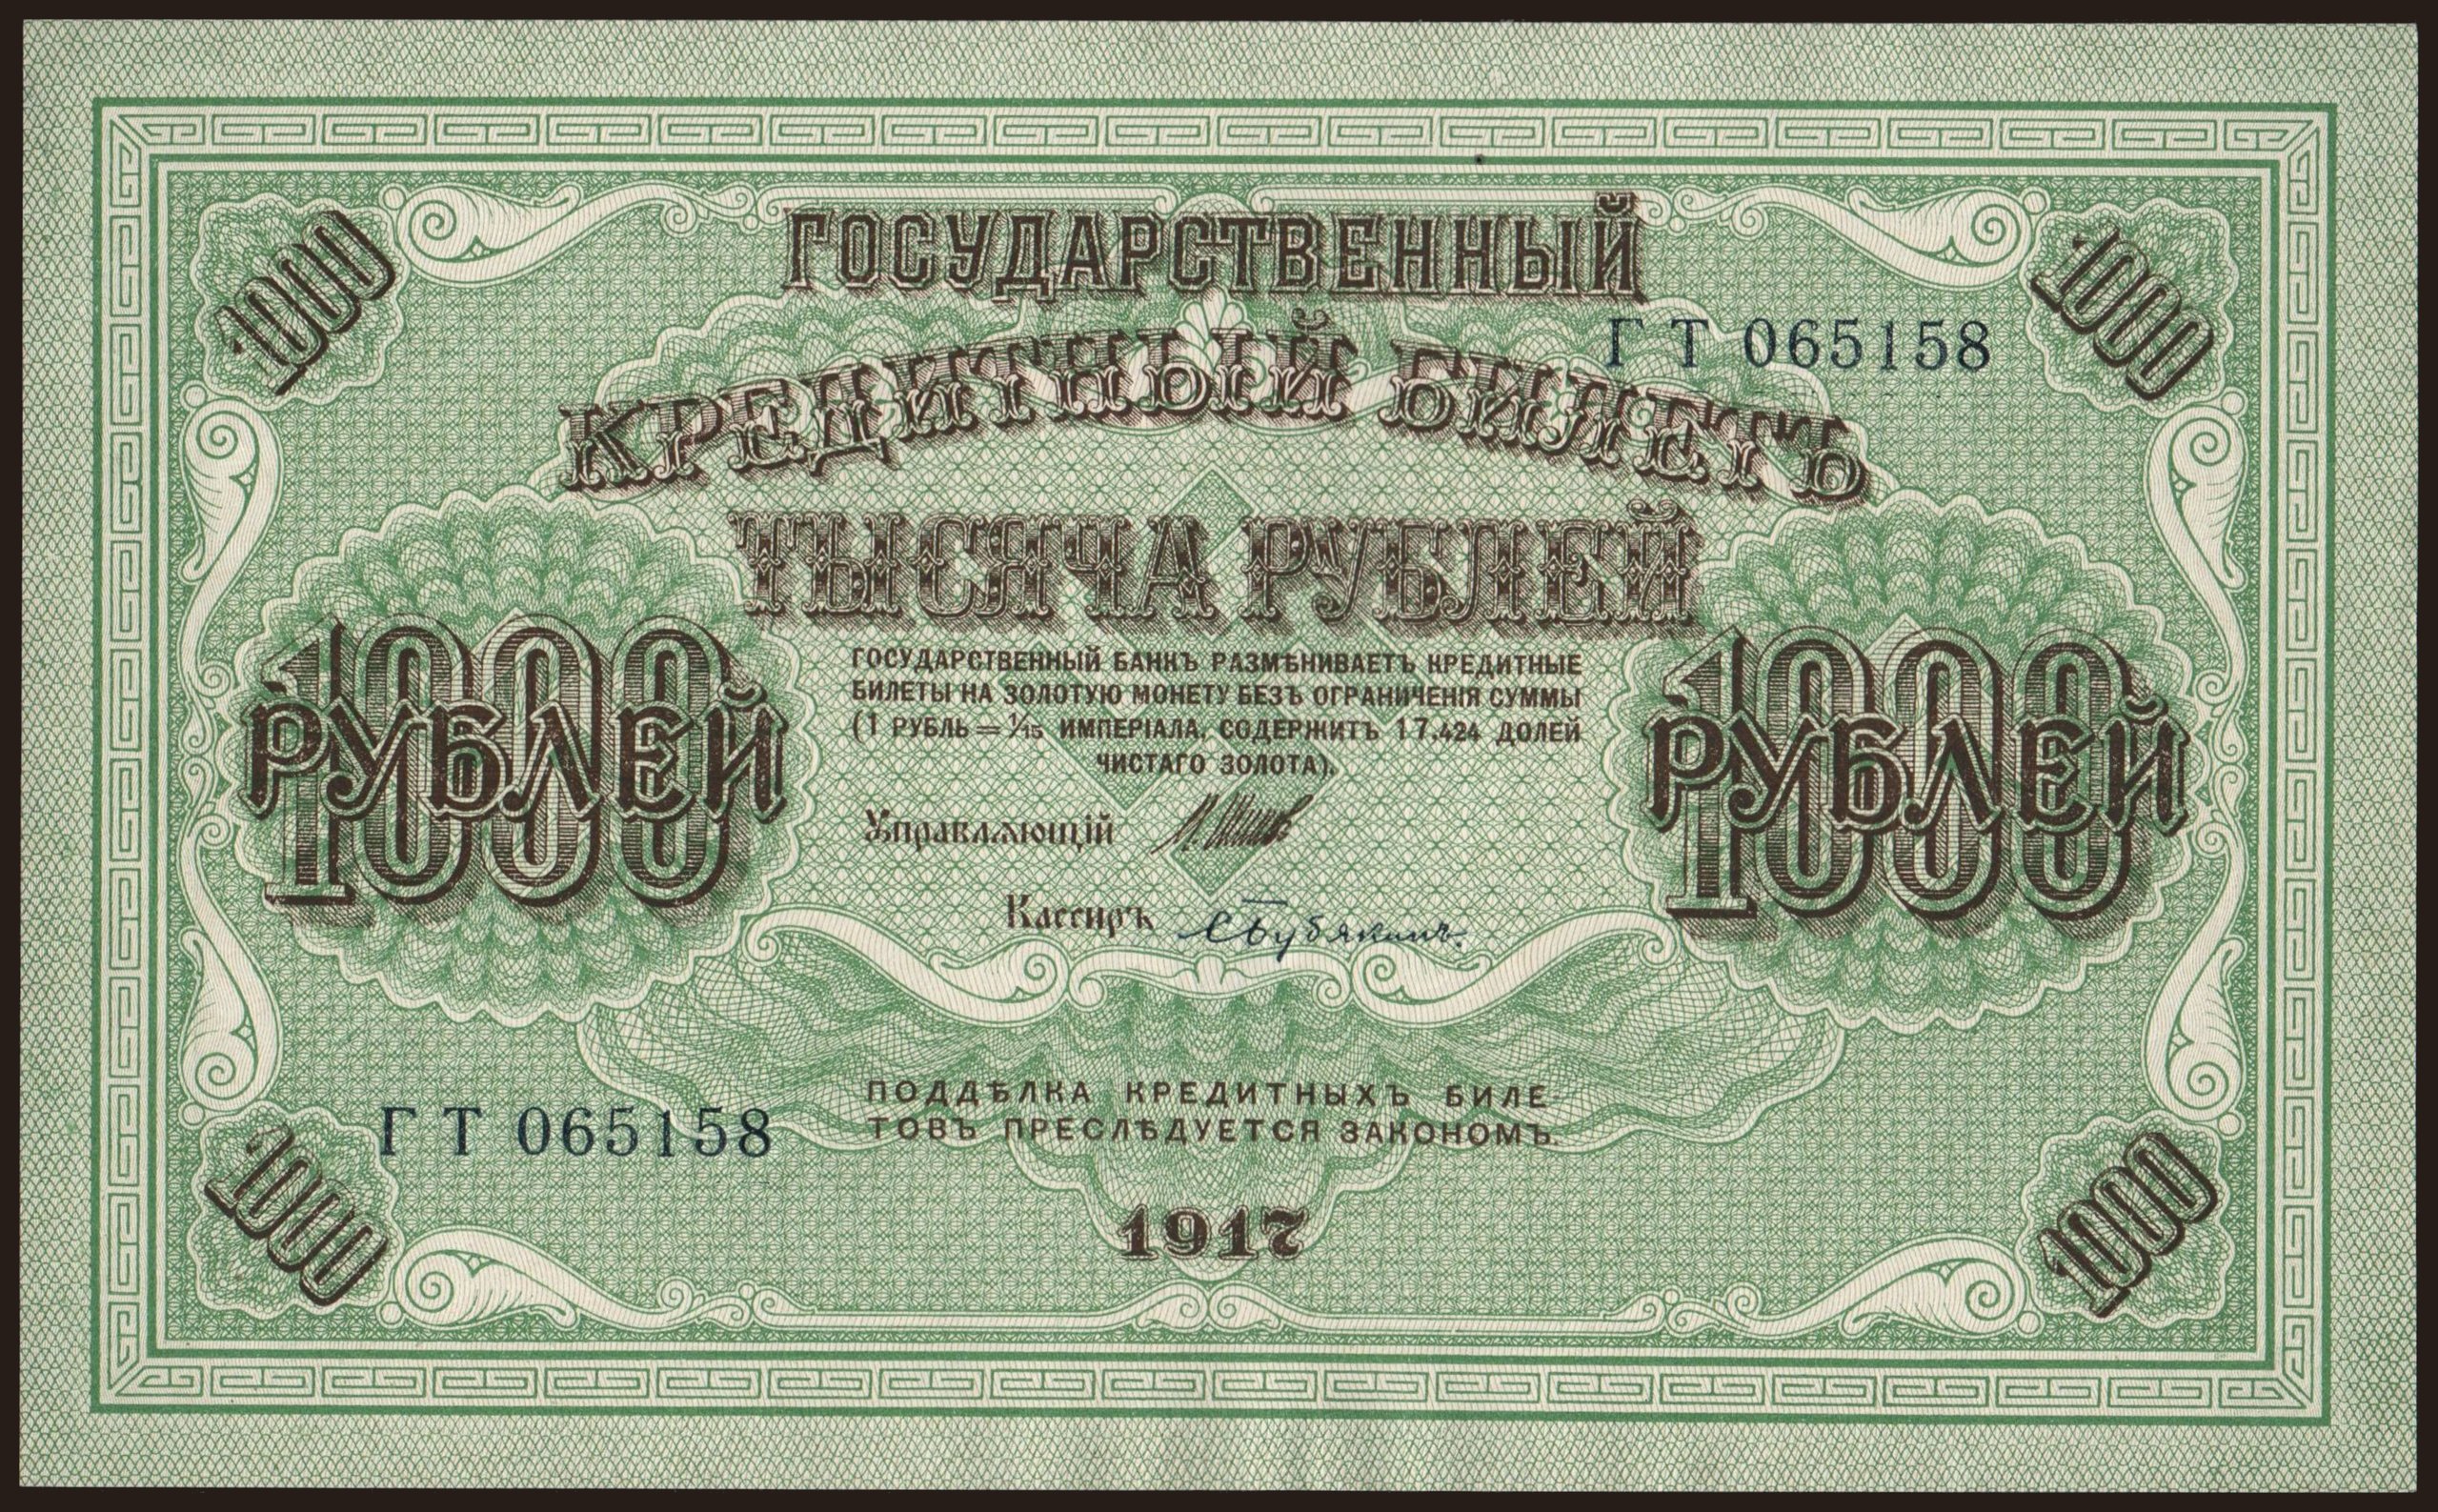 1000
ГОСУДАРСТВЕННЫЙ
1000
ГТ 065158
КРЕДИТНЫЙ БИЛЕТЪ
ТЫСЯЧА РУБЛЕЙ
1000 РУБЛЕЙ
ГОСУДАРСТВЕННЫЙ БАНКЪ РАЗМѢНИВАЕТЪ КРЕДИТНЫЕ
БИЛЕТЫ НА ЗОЛОТУЮ МОНЕТУ БЕЗЪ ОГРАНИЧЕНІЯ СУММЫ
(1 РУБЛЬ = 1/15 ИМПЕРІАЛА, СОДЕРЖИТЪ 17,424 ДОЛЕЙ
ЧИСТАГО ЗОЛОТА).
1000 РУБЛЕЙ
Управляющій
Кассиръ
ГТ 065158
ПОДДѢЛКА КРЕДИТНЫХЪ БИЛЕ-
ТОВЪ ПРЕСЛѢДУЕТСЯ ЗАКОНОМЪ.
1000
1917
1000